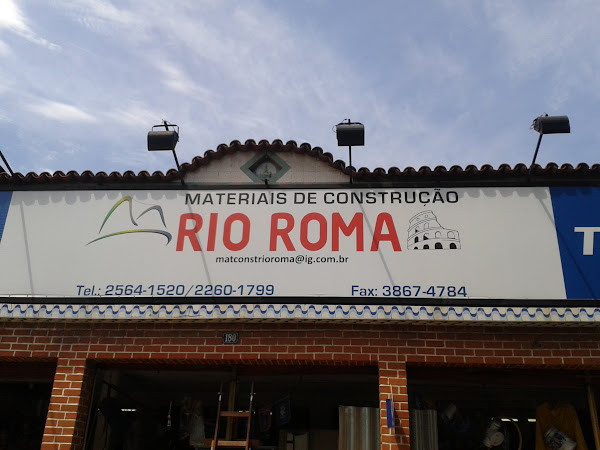 MATERIAIS DE CONSTRUÇÃO
RIO ROMA
matconstrioroma@ig.com.br
Tel.: 2564-1520/2260-1799 Fax: 3867-4784
T